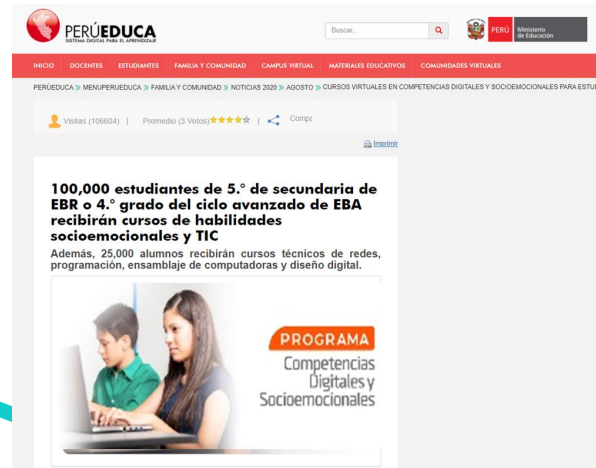 PERÚEDUCA
SISTEMA DIGITAL PARA EL APRENDIZAJE
Buscar...
PERÚ Ministerio de Educación
INICIO DOCENTES ESTUDIANTES FAMILIA Y COMUNIDAD CAMPUS VIRTUAL MATERIALES EDUCATIVOS COMUNIDADES VIRTUALES
PERÚEDUCA » MENUPERUEDUCA » FAMILIA Y COMUNIDAD » NOTICIAS 2020 » AGOSTO » CURSOS VIRTUALES EN COMPETENCIAS DIGITALES Y SOCIOEMOCIONALES PARA ESTUDI
Visitas (106604) | Promedio (3 Votos) | Compa
Imprimir
100,000 estudiantes de 5.° de secundaria de
EBR o 4.° grado del ciclo avanzado de EBA
recibirán cursos de habilidades
socioemocionales y TIC
Además, 25,000 alumnos recibirán cursos técnicos de redes,
programación, ensamblaje de computadoras y diseño digital.
PROGRAMA
Competencias
Digitales y
Socioemocionales